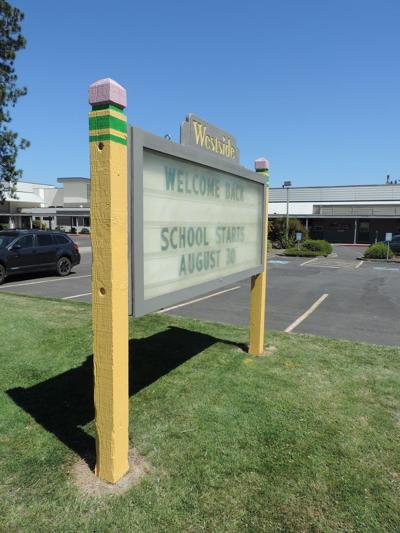 Westside
WELCOME BACK
SCHOOL STARTS
AUGUST 30